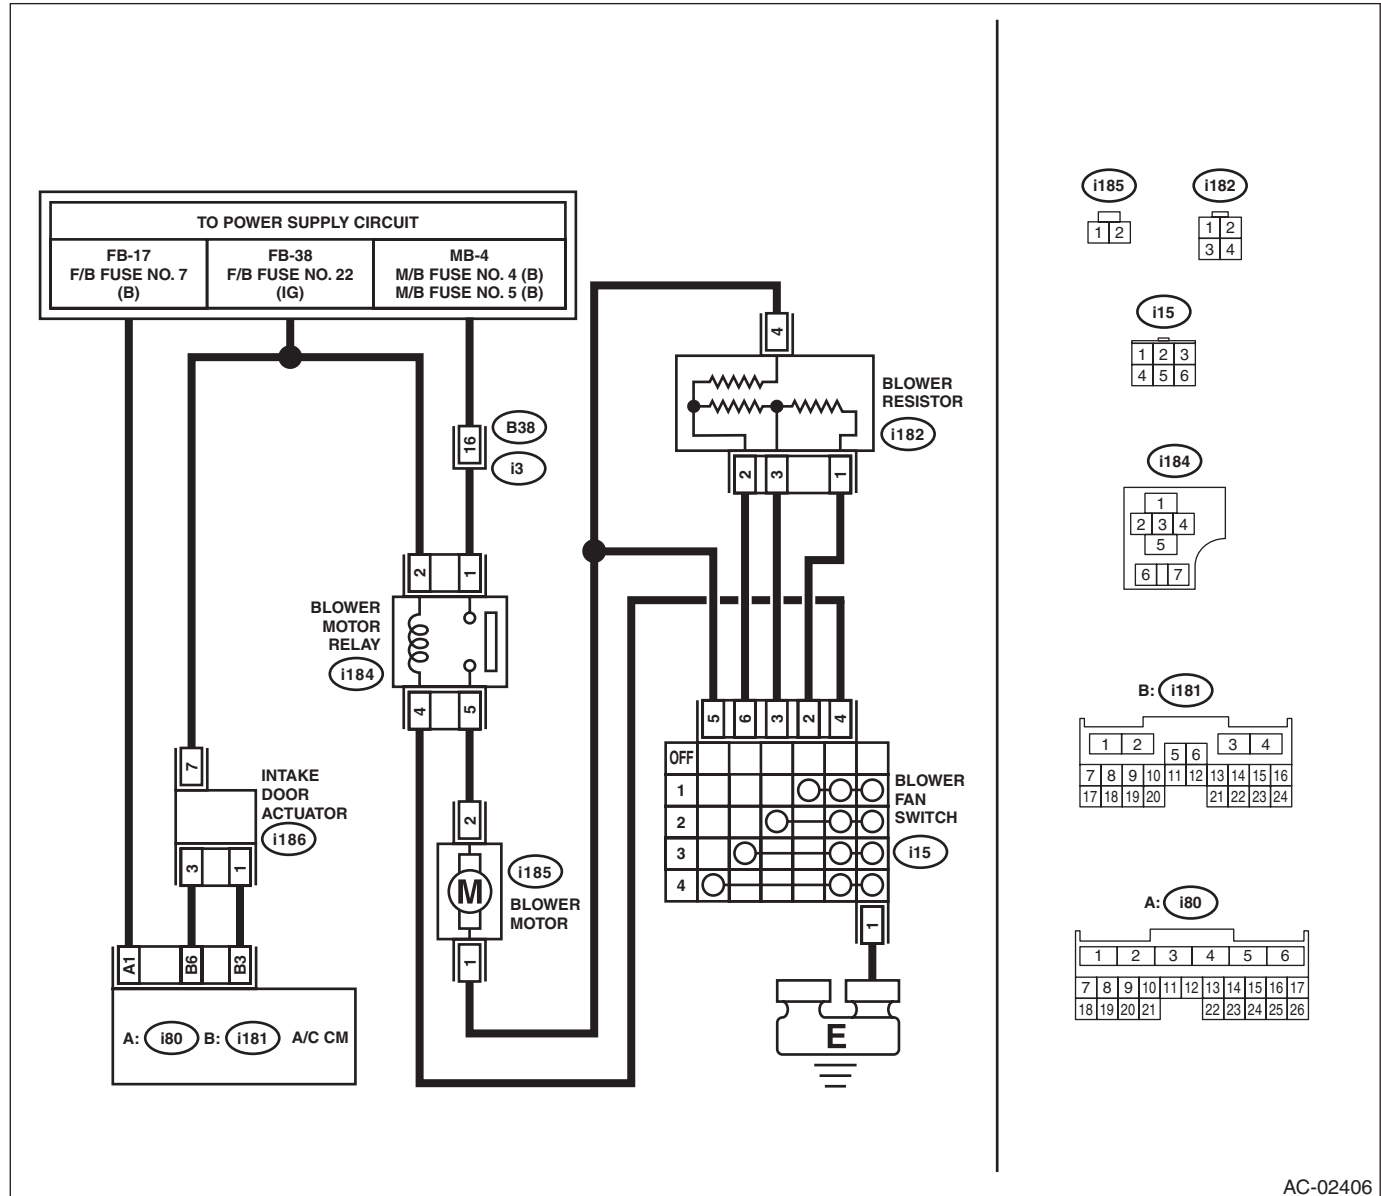 TO POWER SUPPLY CIRCUIT
FB-17
F/B FUSE NO. 7
(B)
FB-38
F/B FUSE NO. 22
(IG)
MB-4
M/B FUSE NO. 4 (B)
M/B FUSE NO. 5 (B)
16
B38
i3
2 1
BLOWER
MOTOR
RELAY
i184
4 5
7
INTAKE
DOOR
ACTUATOR
i186
3 1
2
M
i185
BLOWER
MOTOR
1
A1 B6 B3
A: i80 B: i181 A/C CM
4
BLOWER
RESISTOR
i182
2 3 1
5 6 3 2 4
OFF
1
2
3
4
BLOWER
FAN
SWITCH
i15
1
E
i185
1 2
i182
1 2
3 4
i15
1 2 3
4 5 6
i184
1
2 3 4
5
6 7
B: i181
1 2 3 4
5 6
7 8 9 10 11 12 13 14 15 16
17 18 19 20 21 22 23 24
A: i80
1 2 3 4 5 6
7 8 9 10 11 12 13 14 15 16 17
18 19 20 21 22 23 24 25 26
AC-02406